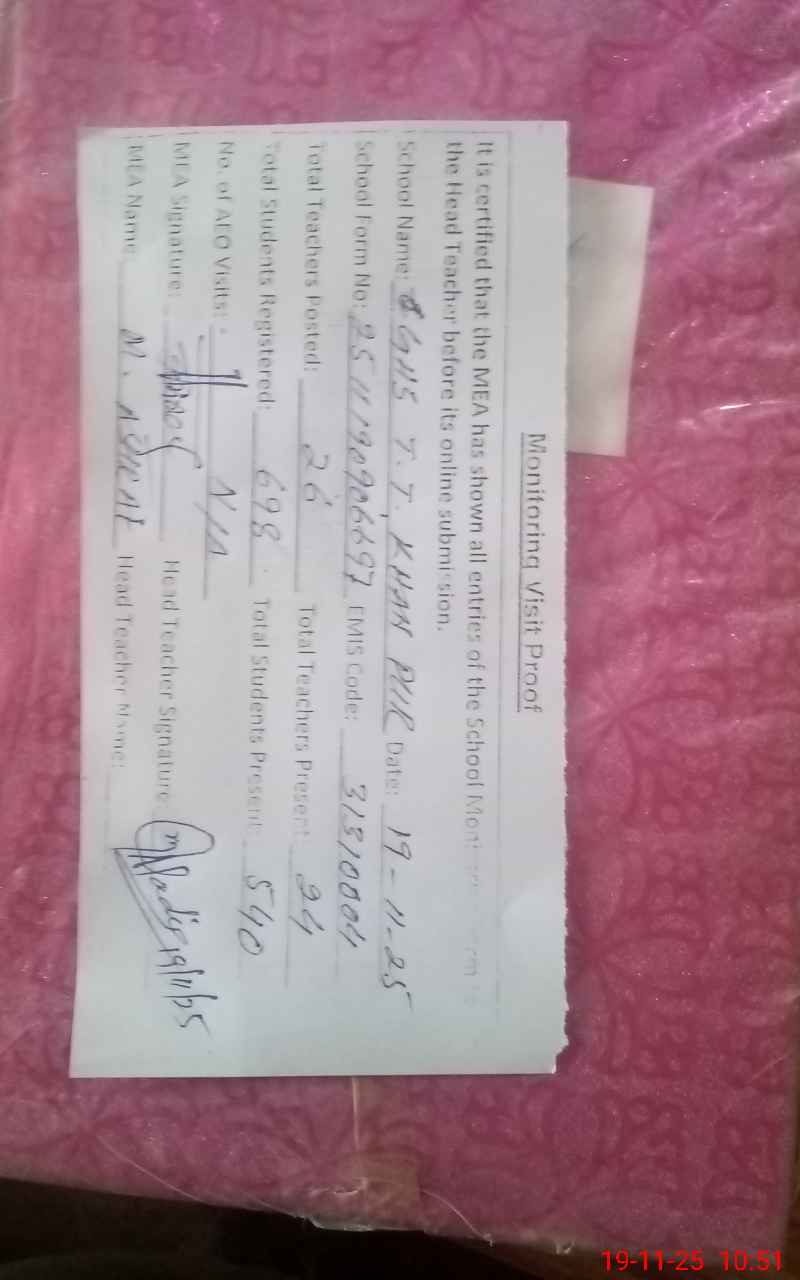 Monitoring Visit Proof
It is certified that the MEA has shown all entries of the School
the Head Teacher before its online submission.
School Name: GHS T.T. KHAN PUR Date: 19-11-25
School Form No: EMIS Code: 31310004
Total Teachers Posted: 26 Total Teachers Present: 24
Total Students Registered: 698 Total Students Present: 540
No. of AEO Visits: N/A
MEA Signature: Head Teacher Signature: 19/11/25
MEA Name: Head Teacher Name:
19-11-25 10:51